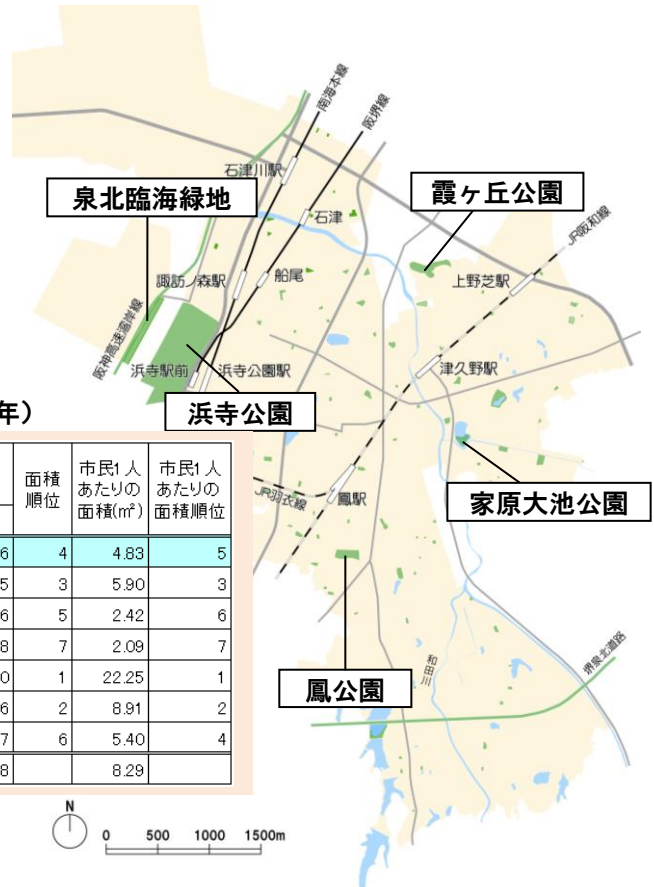 南海本線
阪堺線
石津川駅
泉北臨海緑地
霞ヶ丘公園
石津
JR阪和線
諏訪ノ森駅
船尾
上野芝駅
阪神高速湾岸線
浜寺駅前
浜寺公園駅
津久野駅
浜寺公園
年)
面積順位
市民1人あたりの面積(㎡)
市民1人あたりの面積順位
6 4 4.83 5
5 3 5.90 3
6 5 2.42 6
8 7 2.09 7
0 1 22.25 1
6 2 8.91 2
7 6 5.40 4
8 8.29
JR羽衣線
鳳駅
家原大池公園
鳳公園
和田川
堺泉北道路
N
0 500 1000 1500m